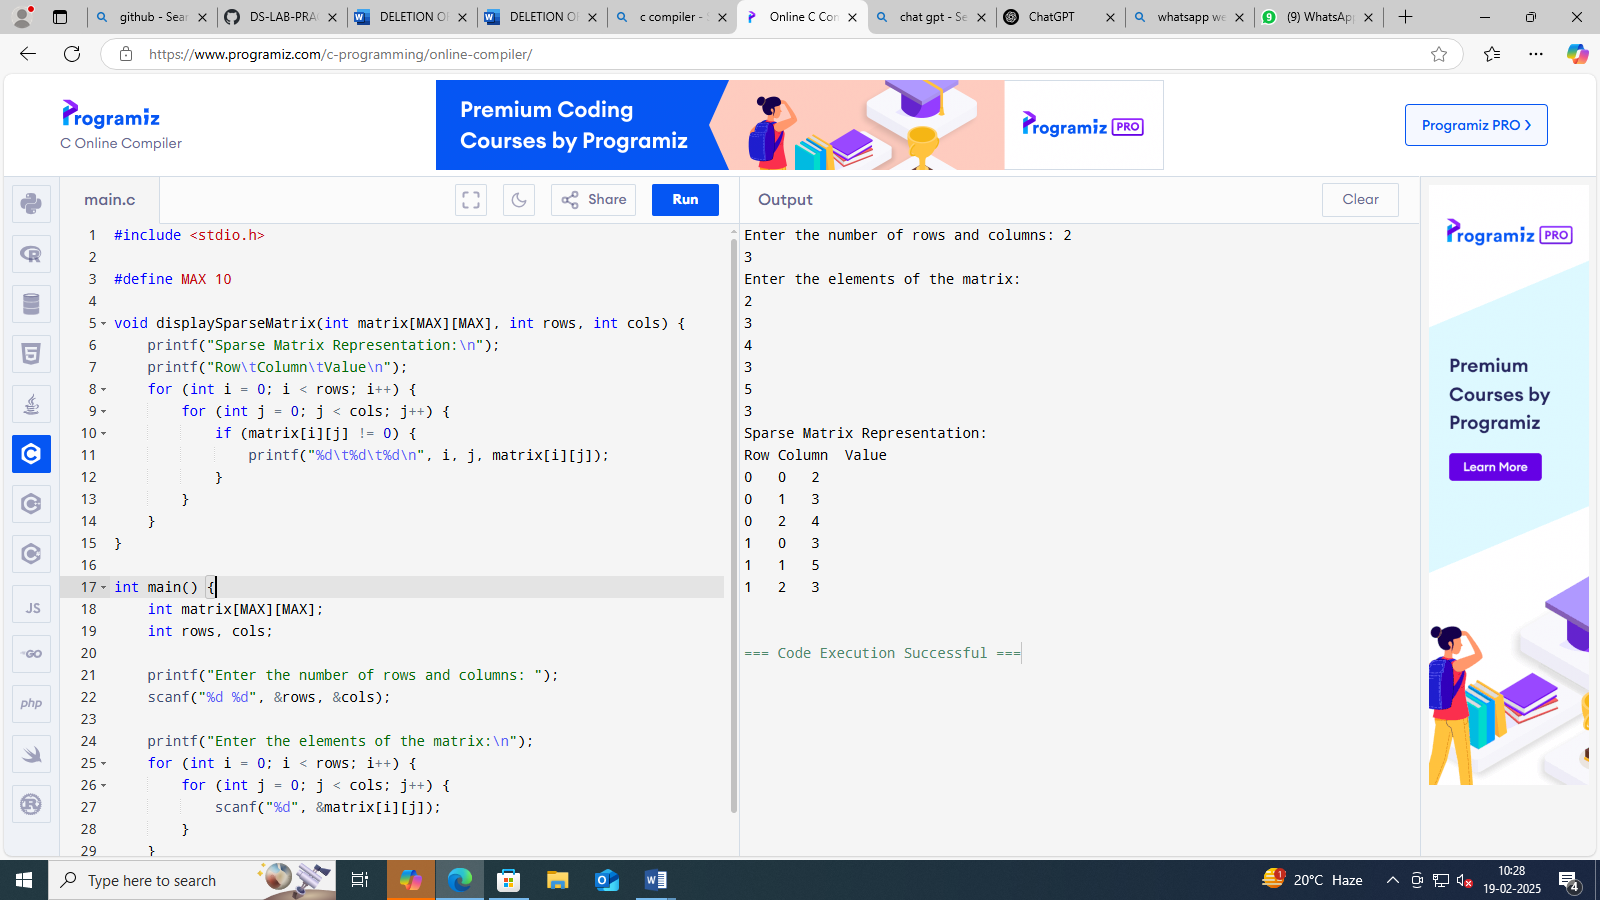 github - Sear
DS-LAB-PRA
DELETION OF
DELETION OF
c compiler - S
Online C Com
chat gpt - Se
ChatGPT
whatsapp we
(9) WhatsApp
https://www.programiz.com/c-programming/online-compiler/
Programiz
C Online Compiler
Premium Coding
Courses by Programiz
Programiz PRO
Programiz PRO ›
main.c
Share
Run
Output
Clear
1 #include <stdio.h>
2
3 #define MAX 10
4
5 void displaySparseMatrix(int matrix[MAX][MAX], int rows, int cols) {
6     printf("Sparse Matrix Representation:\n");
7     printf("Row\tColumn\tValue\n");
8     for (int i = 0; i < rows; i++) {
9         for (int j = 0; j < cols; j++) {
10             if (matrix[i][j] != 0) {
11                 printf("%d\t%d\t%d\n", i, j, matrix[i][j]);
12             }
13         }
14     }
15 }
16
17 int main() {
18     int matrix[MAX][MAX];
19     int rows, cols;
20
21     printf("Enter the number of rows and columns: ");
22     scanf("%d %d", &rows, &cols);
23
24     printf("Enter the elements of the matrix:\n");
25     for (int i = 0; i < rows; i++) {
26         for (int j = 0; j < cols; j++) {
27             scanf("%d", &matrix[i][j]);
28         }
29     }
Enter the number of rows and columns: 2
3
Enter the elements of the matrix:
2
3
4
3
5
3
Sparse Matrix Representation:
Row Column  Value
0   0   2
0   1   3
0   2   4
1   0   3
1   1   5
1   2   3
=== Code Execution Successful ===
JS
GO
php
Programiz PRO
Premium
Courses by
Programiz
Learn More
Type here to search
1
20°C Haze
10:28
19-02-2025
4